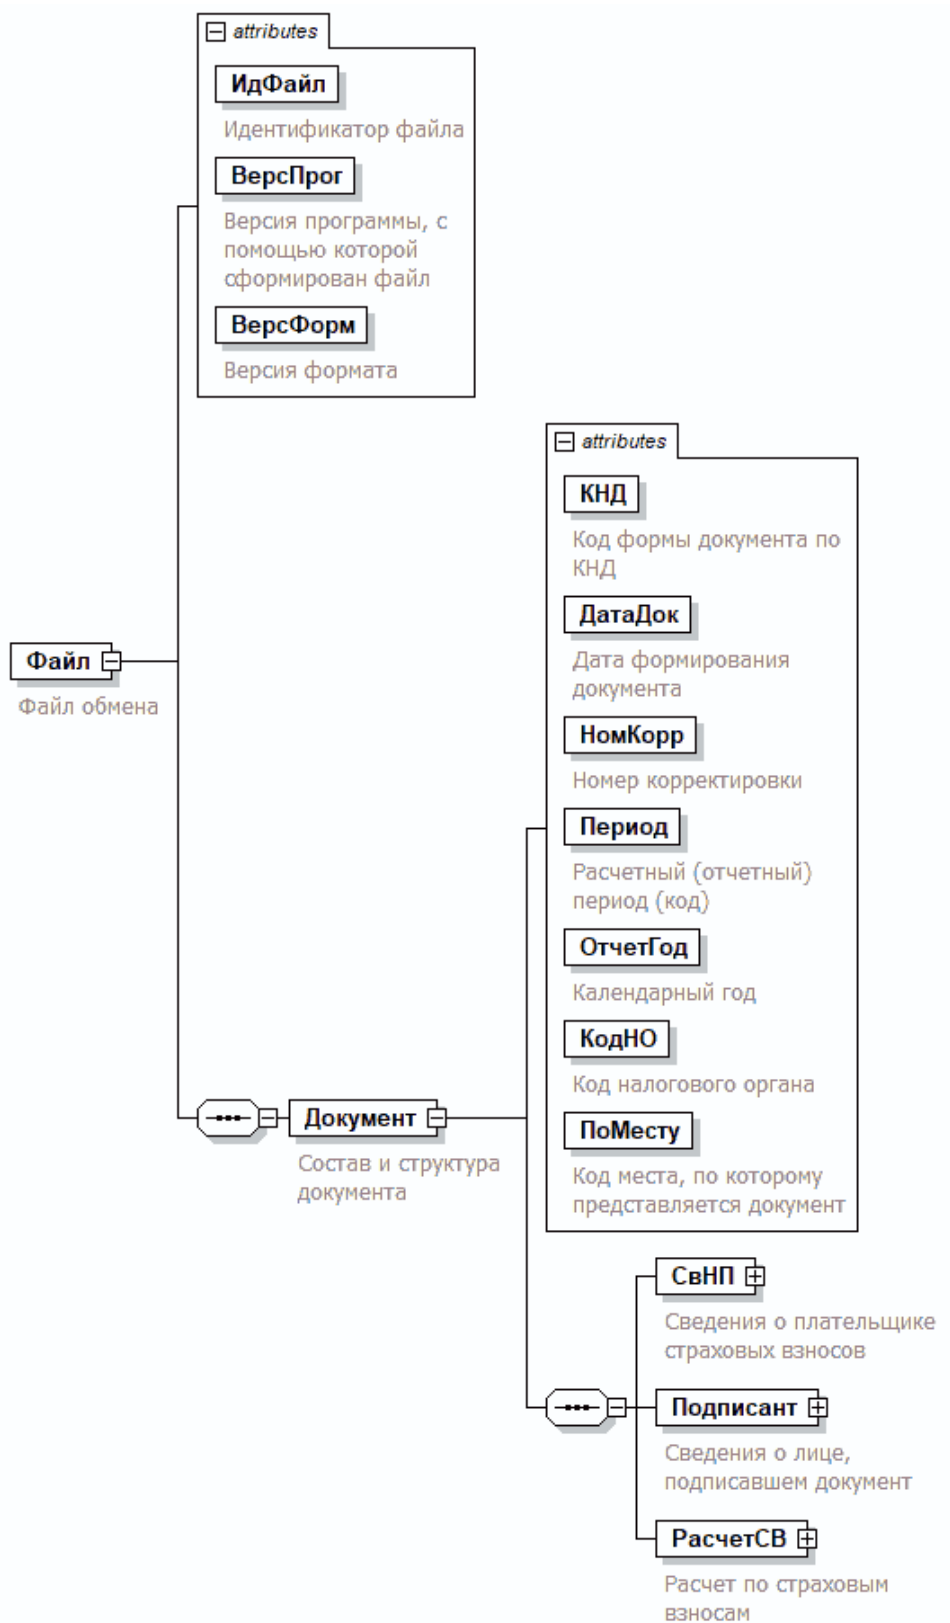 attributes
ИдФайл
Идентификатор файла
ВерсПрог
Версия программы, с
помощью которой
сформирован файл
ВерсФорм
Версия формата
Файл
Файл обмена
Документ
Состав и структура
документа
attributes
КНД
Код формы документа по
КНД
ДатаДок
Дата формирования
документа
НомКорр
Номер корректировки
Период
Расчетный (отчетный)
период (код)
ОтчетГод
Календарный год
КодНО
Код налогового органа
ПоМесту
Код места, по которому
представляется документ
СвНП
Сведения о плательщике
страховых взносов
Подписант
Сведения о лице,
подписавшем документ
РасчетСВ
Расчет по страховым
взносам